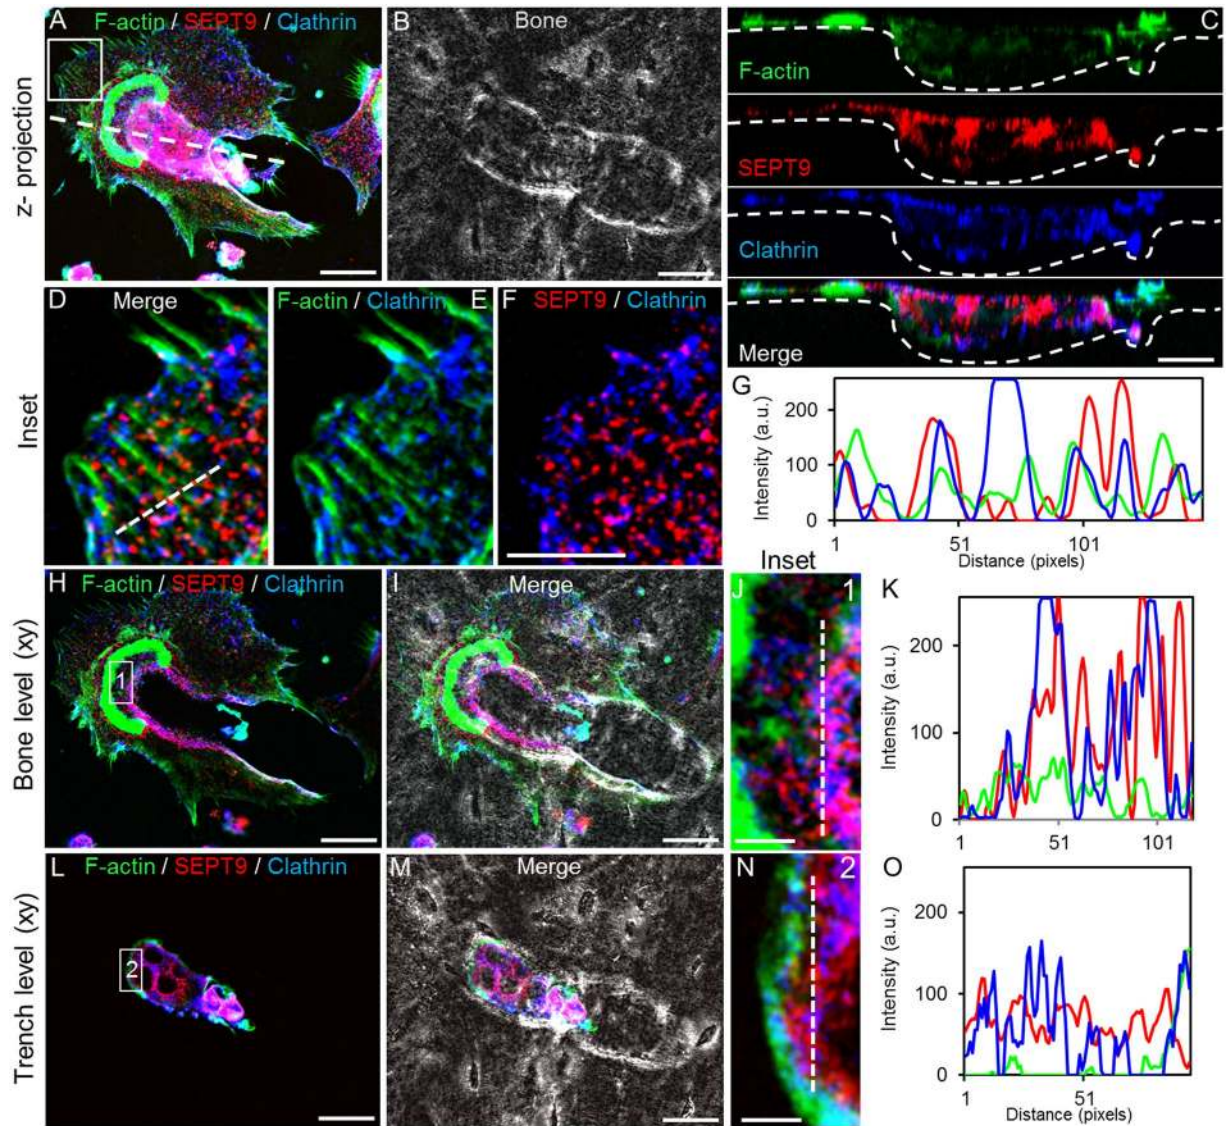 A F-actin / SEPT9 / Clathrin
B Bone
C
z- projection
F-actin
SEPT9
Clathrin
Merge
D Merge
F-actin / Clathrin E
F SEPT9 / Clathrin
Inset
G
Intensity (a.u.)
200
100
0
1 51 101
Distance (pixels)
H F-actin / SEPT9 / Clathrin
1
I Merge
Inset
J 1
K
Intensity (a.u.)
200
100
0
1 51 101
Bone level (xy)
L F-actin / SEPT9 / Clathrin
2
M Merge
N 2
O
Intensity (a.u.)
200
100
0
1 51
Distance (pixels)
Trench level (xy)